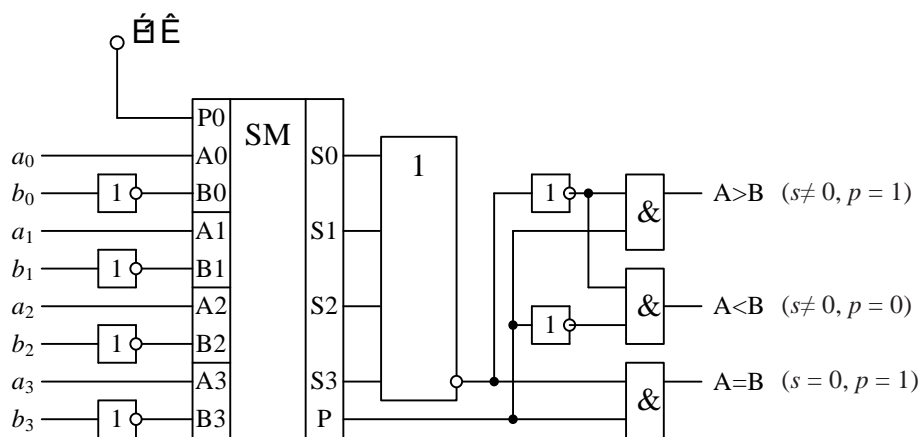 P0
SM
a₀ A0 S0 1
b₀ 1 B0 1 & A>B (s≠ 0, p = 1)
a₁ A1 S1
b₁ 1 B1
a₂ A2 S2 & A<B (s≠ 0, p = 0)
1
b₂ 1 B2
a₃ A3 S3 A=B (s = 0, p = 1)
&
b₃ 1 B3 P